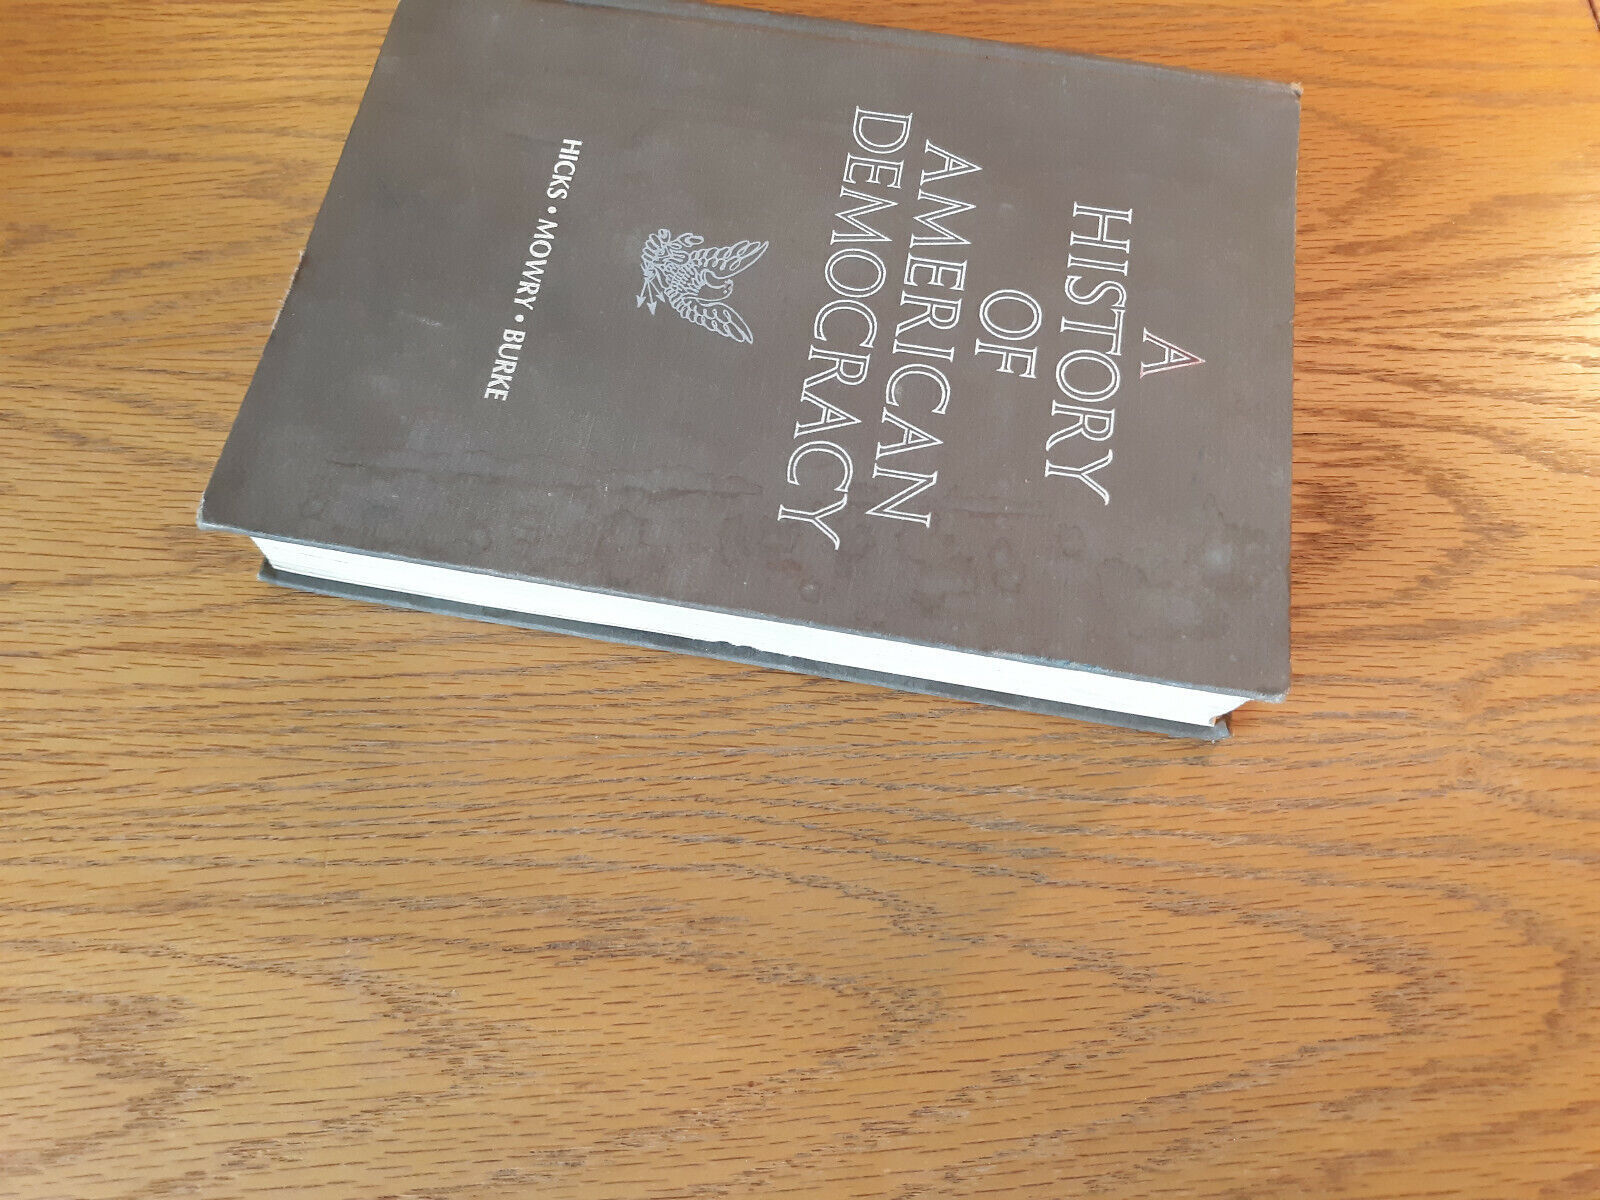 A
HISTORY
OF
AMERICAN
DEMOCRACY
HICKS • MOWRY • BURKE